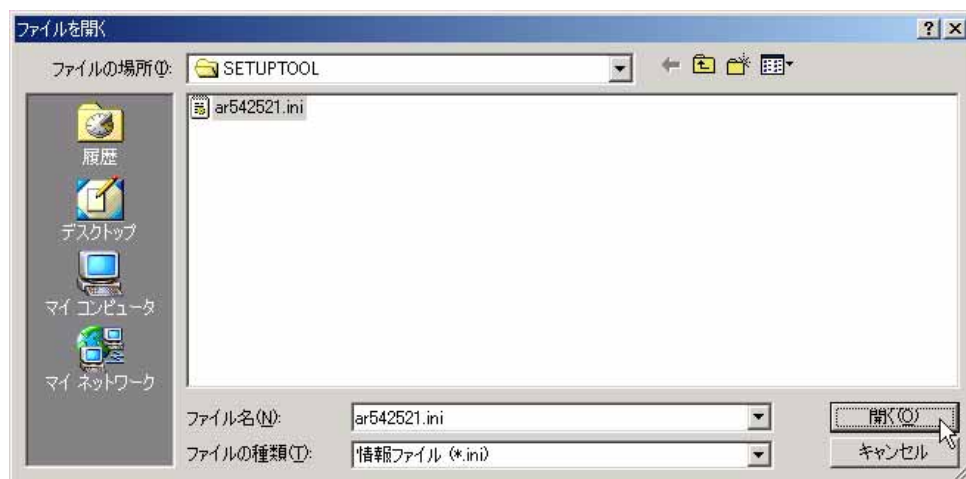 ファイルを開く
ファイルの場所(I):
SETUPTOOL
ar542521.ini
履歴
デスクトップ
マイ コンピュータ
マイ ネットワーク
ファイル名(N):
ar542521.ini
開く(O)
ファイルの種類(T):
情報ファイル (*.ini)
キャンセル